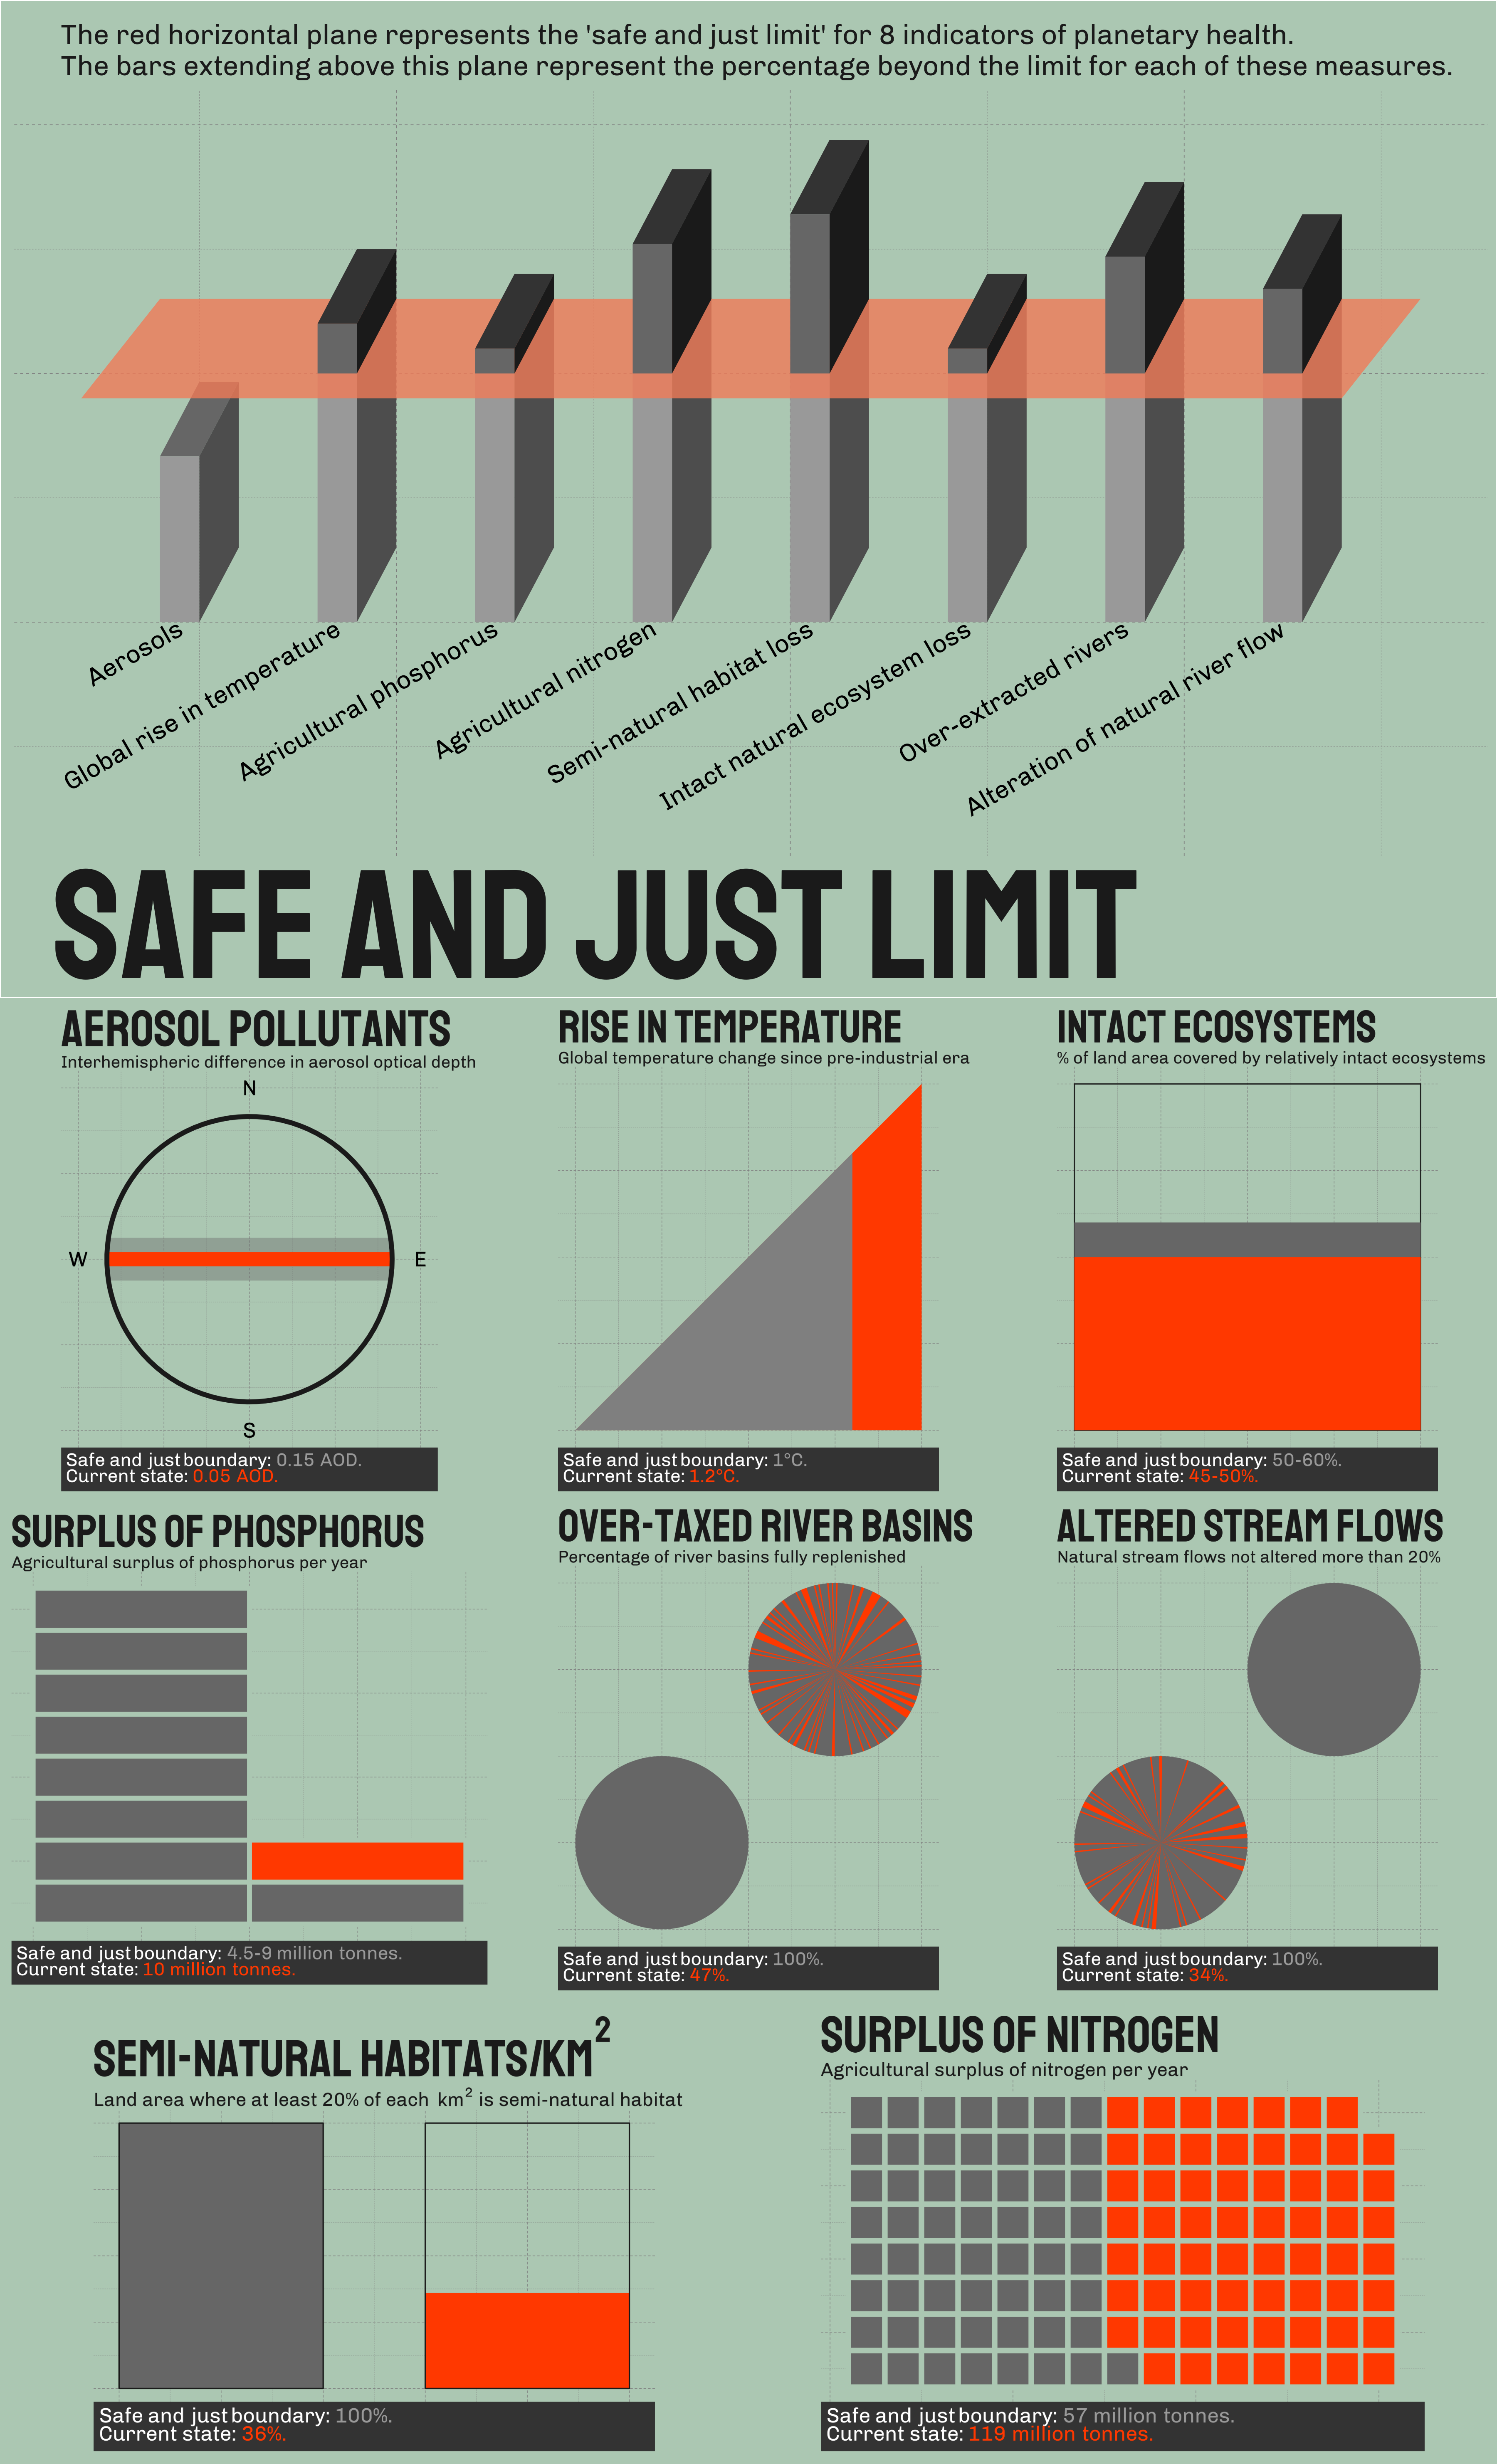 The red horizontal plane represents the 'safe and just limit' for 8 indicators of planetary health.
The bars extending above this plane represent the percentage beyond the limit for each of these measures.
Aerosols
Global rise in temperature
Agricultural phosphorus
Agricultural nitrogen
Semi-natural habitat loss
Intact natural ecosystem loss
Over-extracted rivers
Alteration of natural river flow
SAFE AND JUST LIMIT
AEROSOL POLLUTANTS
Interhemispheric difference in aerosol optical depth
N
W
E
S
Safe and just boundary: 0.15 AOD.
Current state: 0.05 AOD.
RISE IN TEMPERATURE
Global temperature change since pre-industrial era
Safe and just boundary: 1°C.
Current state: 1.2°C.
INTACT ECOSYSTEMS
% of land area covered by relatively intact ecosystems
Safe and just boundary: 50-60%.
Current state: 45-50%.
SURPLUS OF PHOSPHORUS
Agricultural surplus of phosphorus per year
Safe and just boundary: 4.5-9 million tonnes.
Current state: 10 million tonnes.
OVER-TAXED RIVER BASINS
Percentage of river basins fully replenished
Safe and just boundary: 100%.
Current state: 47%.
ALTERED STREAM FLOWS
Natural stream flows not altered more than 20%
Safe and just boundary: 100%.
Current state: 34%.
SEMI-NATURAL HABITATS/KM²
Land area where at least 20% of each km² is semi-natural habitat
Safe and just boundary: 100%.
Current state: 36%.
SURPLUS OF NITROGEN
Agricultural surplus of nitrogen per year
Safe and just boundary: 57 million tonnes.
Current state: 119 million tonnes.